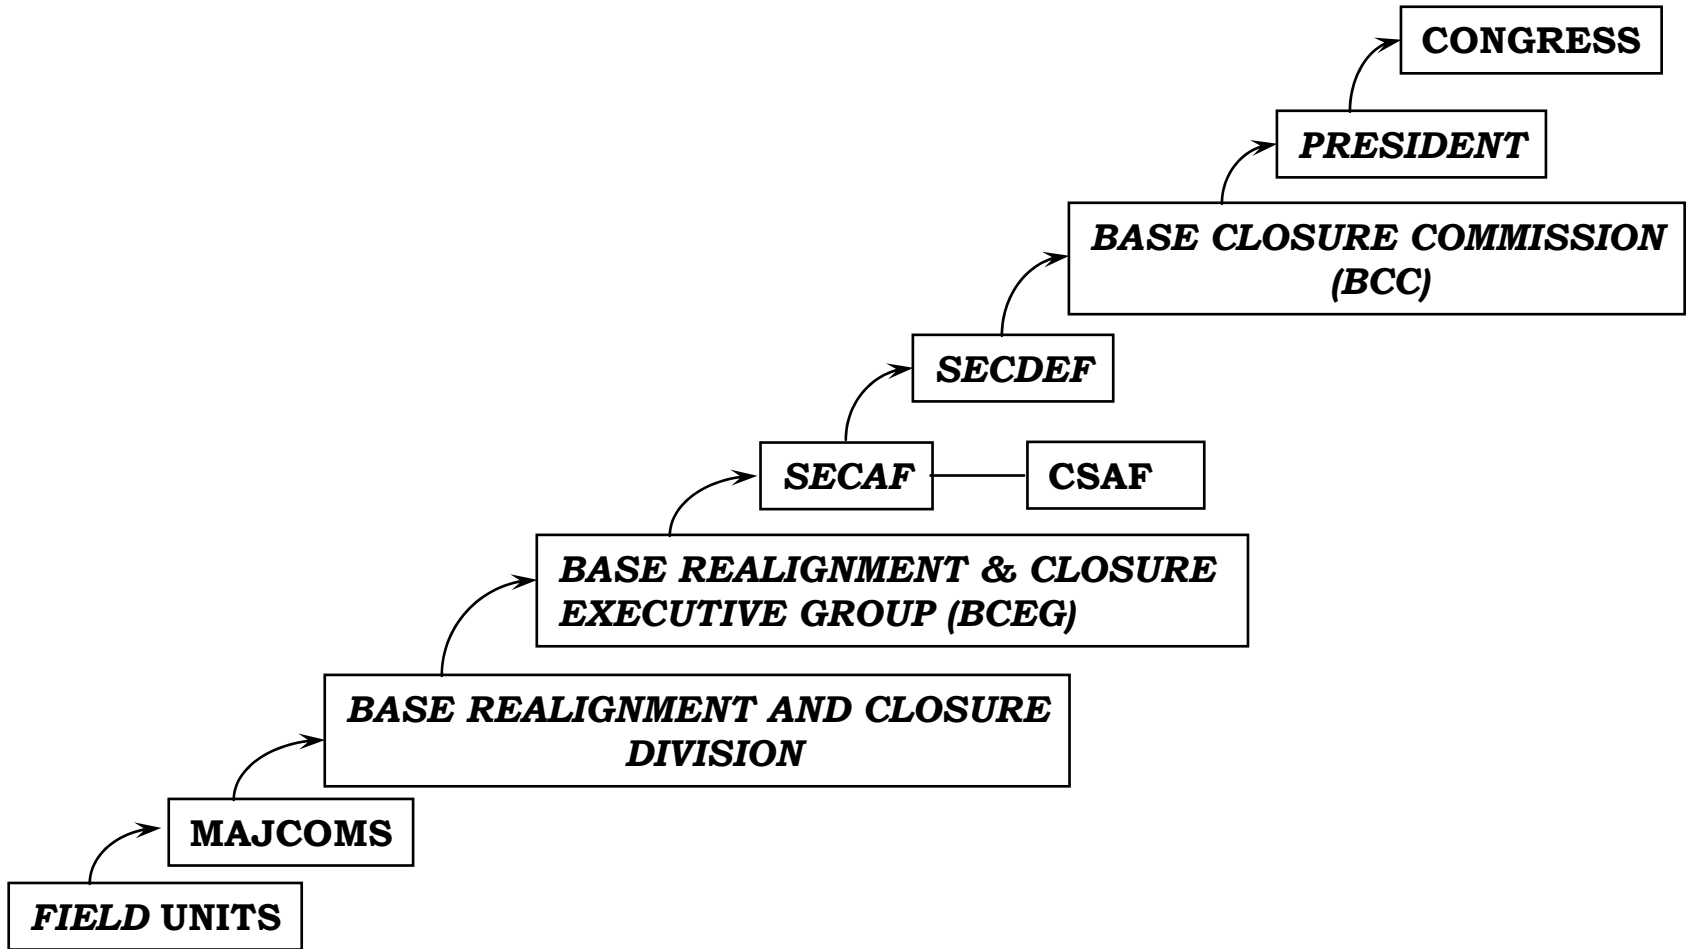 CONGRESS
PRESIDENT
BASE CLOSURE COMMISSION
(BCC)
SECDEF
SECAF
CSAF
BASE REALIGNMENT & CLOSURE
EXECUTIVE GROUP (BCEG)
BASE REALIGNMENT AND CLOSURE
DIVISION
MAJCOMS
FIELD UNITS